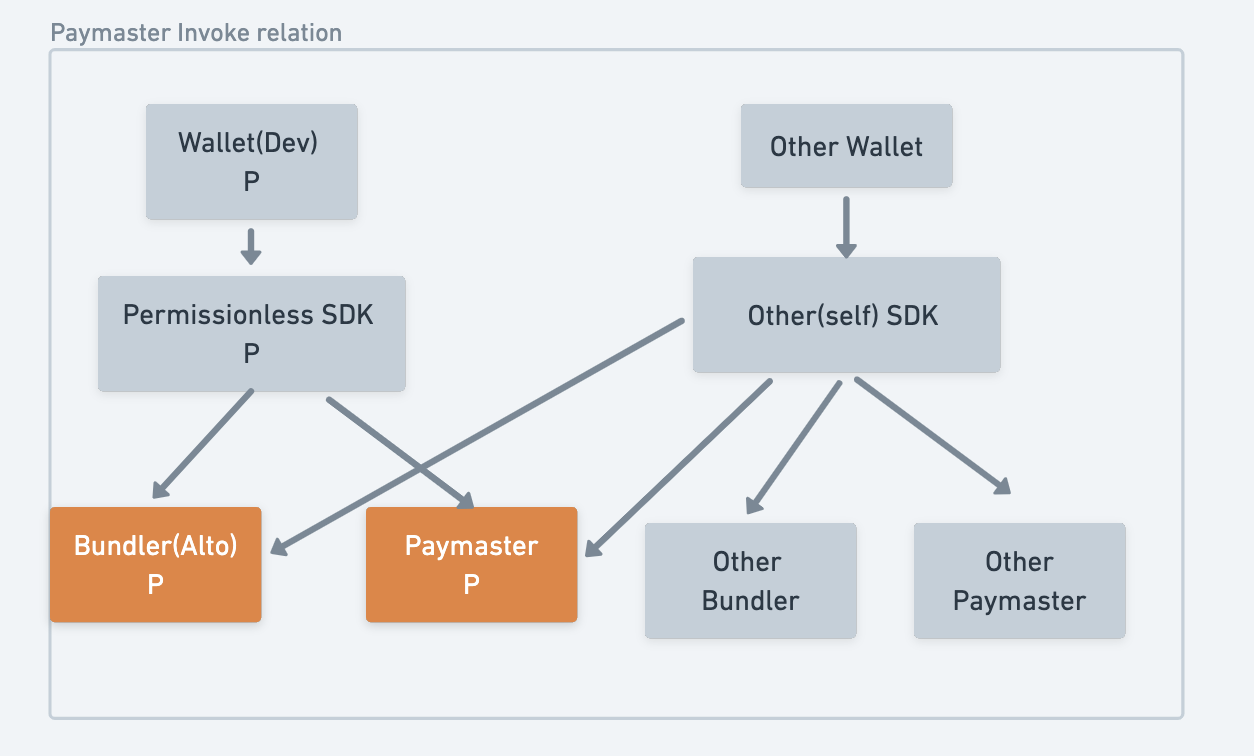 Paymaster Invoke relation
Wallet(Dev)
P
Other Wallet
Permissionless SDK
P
Other(self) SDK
Bundler(Alto)
P
Paymaster
P
Other
Bundler
Other
Paymaster